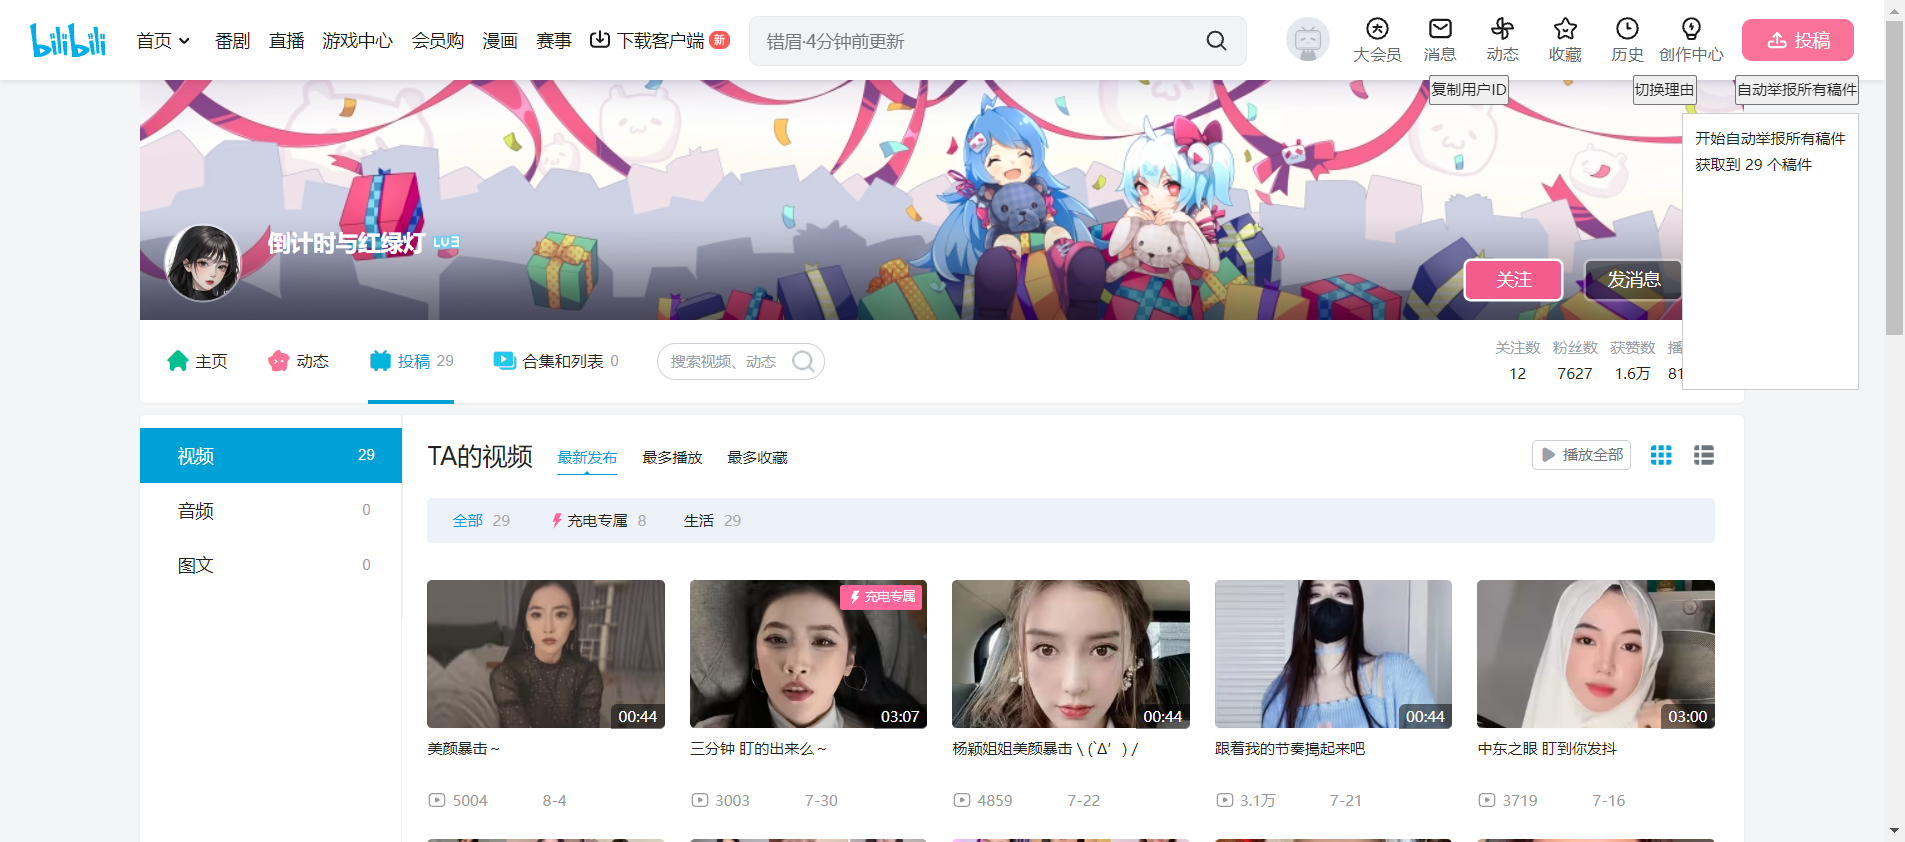 bilibili
首页 番剧 直播 游戏中心 会员购 漫画 赛事 下载客户端 新
错眉·4分钟前更新
大会员 消息 动态 收藏 历史 创作中心 投稿
复制用户ID 切换理由 自动举报所有稿件
开始自动举报所有稿件
获取到 29 个稿件
倒计时与红绿灯 LV3
关注 发消息
主页 动态 投稿 29 合集和列表 0 搜索视频、动态
关注数 粉丝数 获赞数 播
12 7627 1.6万 81
视频 29
音频 0
图文 0
TA的视频 最新发布 最多播放 最多收藏 播放全部
全部 29 充电专属 8 生活 29
00:44
美颜暴击～
5004 8-4
充电专属
03:07
三分钟 盯的出来么～
3003 7-30
00:44
杨颖姐姐美颜暴击 \ (`Δ′ ) /
4859 7-22
00:44
跟着我的节奏搗起来吧
3.1万 7-21
03:00
中东之眼 盯到你发抖
3719 7-16